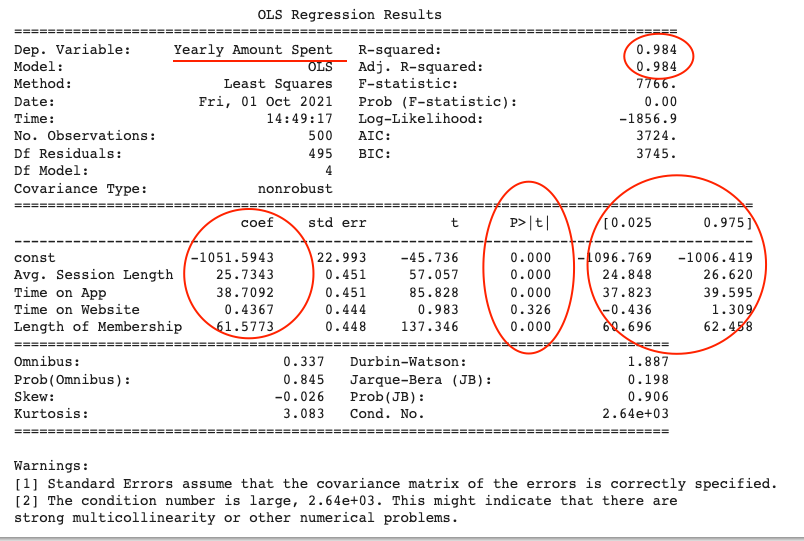 OLS Regression Results
==============================================================================
Dep. Variable: Yearly Amount Spent R-squared: 0.984
Model: OLS Adj. R-squared: 0.984
Method: Least Squares F-statistic: 7766.
Date: Fri, 01 Oct 2021 Prob (F-statistic): 0.00
Time: 14:49:17 Log-Likelihood: -1856.9
No. Observations: 500 AIC: 3724.
Df Residuals: 495 BIC: 3745.
Df Model: 4
Covariance Type: nonrobust
==============================================================================
coef std err t P>|t| [0.025 0.975]
------------------------------------------------------------------------------
const -1051.5943 22.993 -45.736 0.000 -1096.769 -1006.419
Avg. Session Length 25.7343 0.451 57.057 0.000 24.848 26.620
Time on App 38.7092 0.451 85.828 0.000 37.823 39.595
Time on Website 0.4367 0.444 0.983 0.326 -0.436 1.309
Length of Membership 61.5773 0.448 137.346 0.000 60.696 62.458
==============================================================================
Omnibus: 0.337 Durbin-Watson: 1.887
Prob(Omnibus): 0.845 Jarque-Bera (JB): 0.198
Skew: -0.026 Prob(JB): 0.906
Kurtosis: 3.083 Cond. No. 2.64e+03
==============================================================================
Warnings:
[1] Standard Errors assume that the covariance matrix of the errors is correctly specified.
[2] The condition number is large, 2.64e+03. This might indicate that there are
strong multicollinearity or other numerical problems.